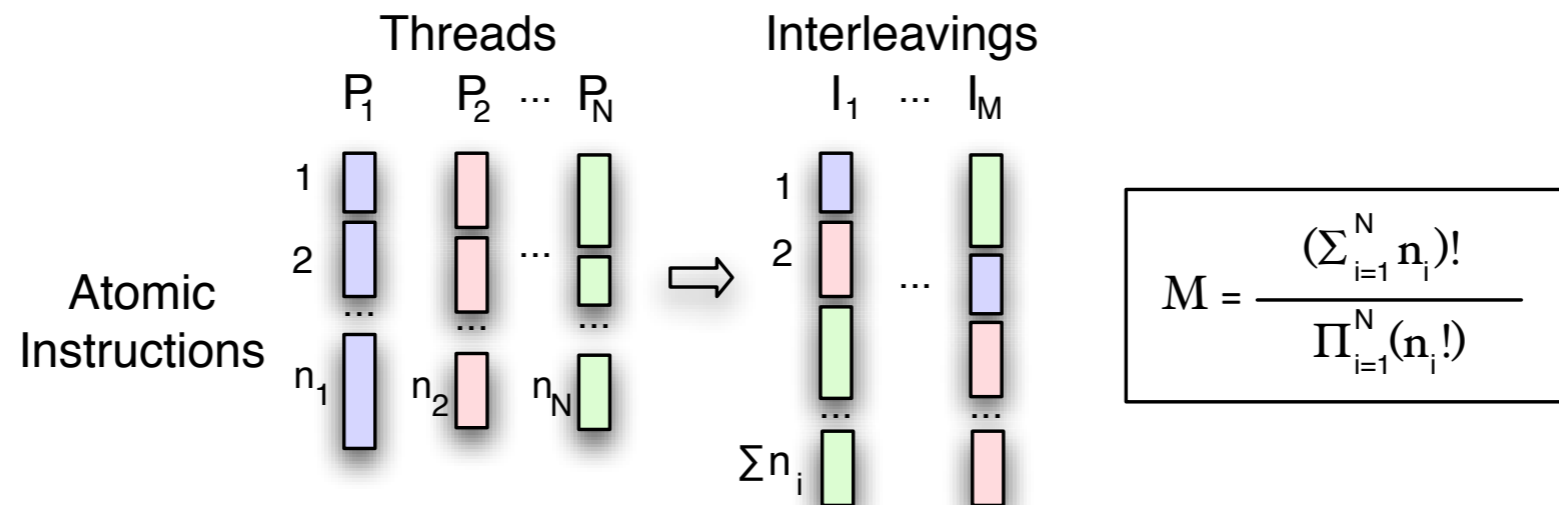 Threads
Interleavings
P1 P2 ... PN
I1 ... IM
1
2
...
n1
...
n2
...
...
nN
Atomic
Instructions
1
2
...
...
...
Σni
M = (Σ_{i=1}^{N} ni)! / Π_{i=1}^{N}(ni!)